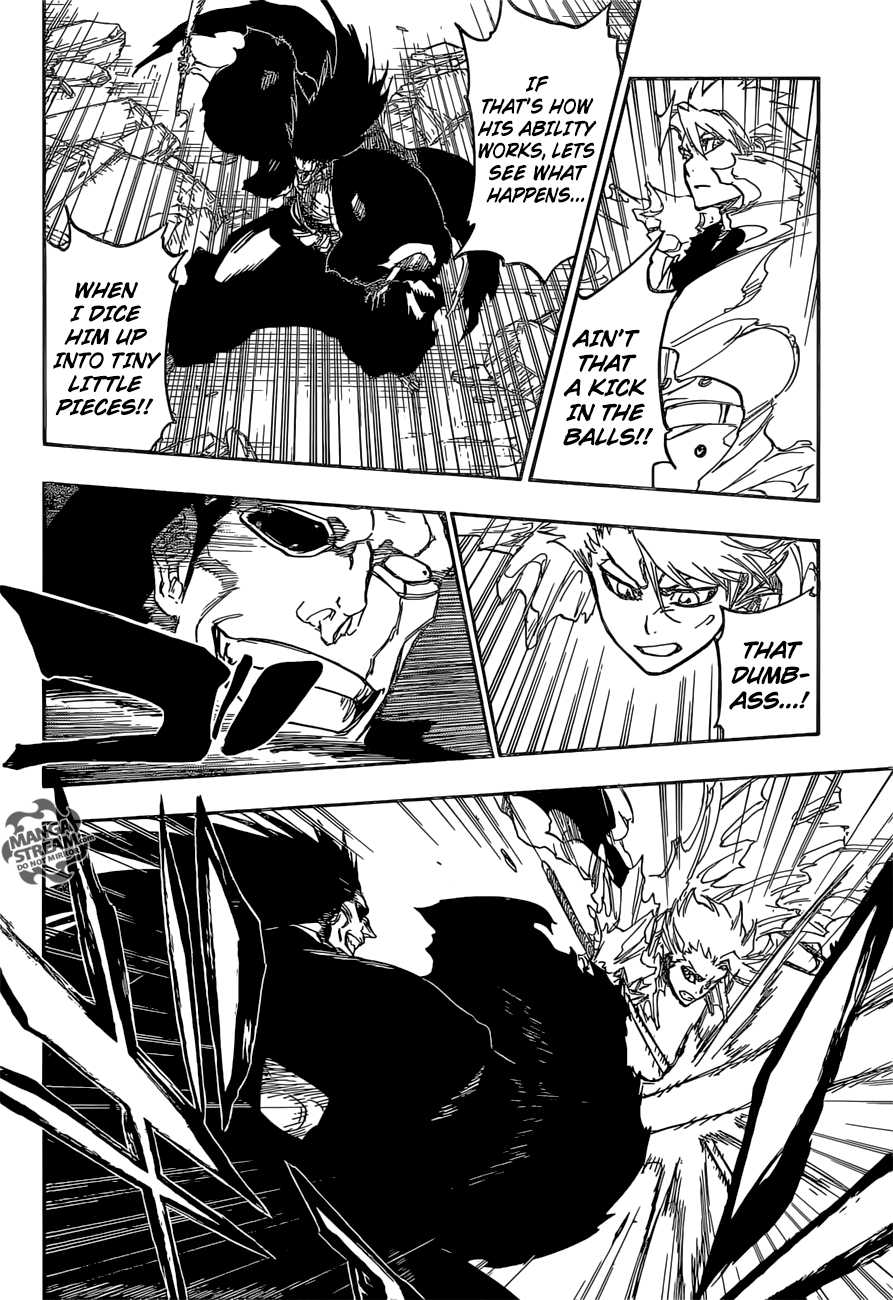 AIN'T
THAT
A KICK
IN THE
BALLS!!
IF
THAT'S HOW
HIS ABILITY
WORKS, LETS
SEE WHAT
HAPPENS...
WHEN
I DICE
HIM UP
INTO TINY
LITTLE
PIECES!!
THAT
DUMB-
ASS...!
MANGA
STREAM.com
DO NOT MIRROR